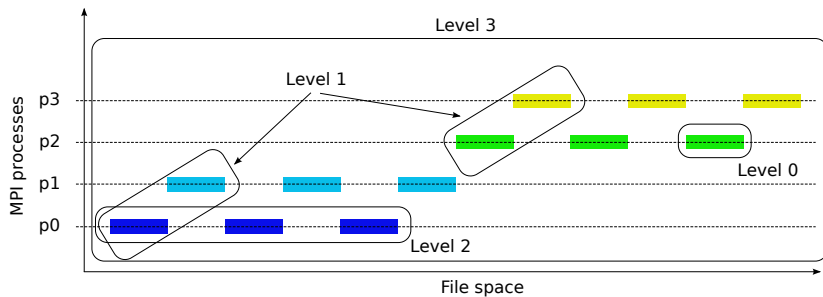 Level 3
Level 1
MPI processes
p3
p2
Level 0
p1
p0
Level 2
File space